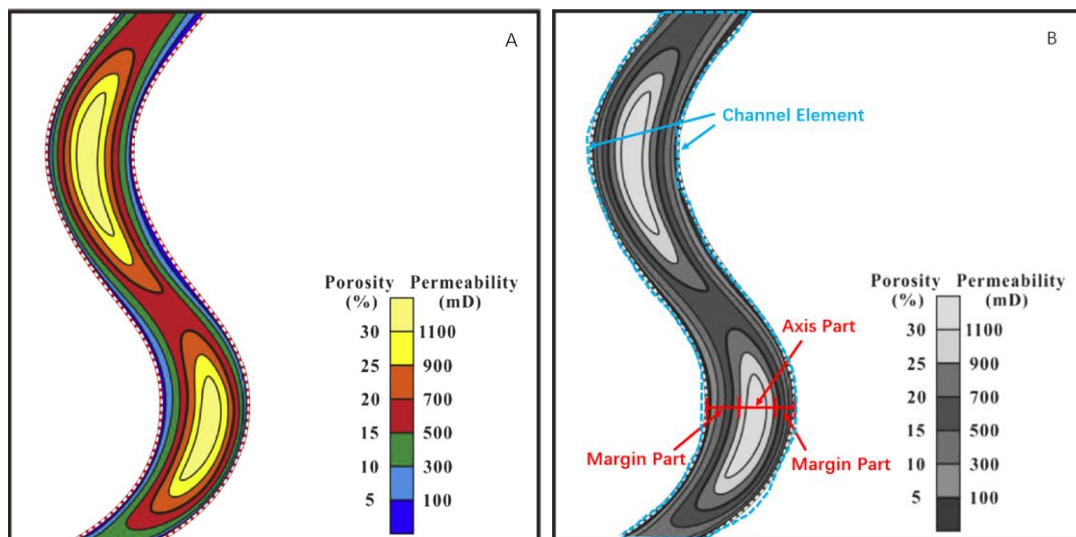 A
Porosity Permeability
(%) (mD)
30 1100
25 900
20 700
15 500
10 300
5 100
B
Channel Element
Porosity Permeability
(%) (mD)
30 1100
25 900
20 700
15 500
10 300
5 100
Axis Part
Margin Part
Margin Part